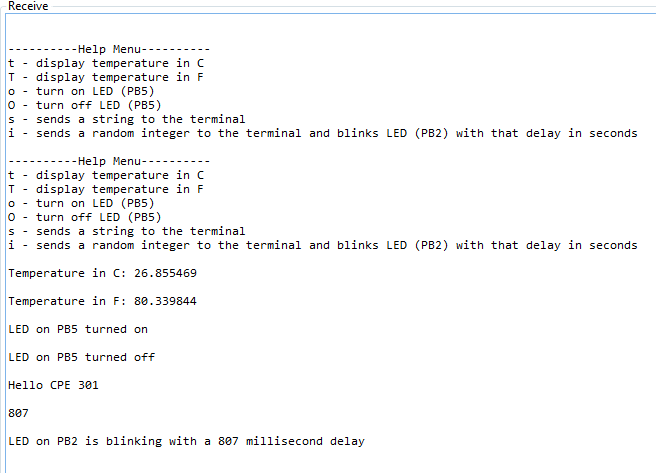 Receive
----------Help Menu----------
t - display temperature in C
T - display temperature in F
o - turn on LED (PB5)
O - turn off LED (PB5)
s - sends a string to the terminal
i - sends a random integer to the terminal and blinks LED (PB2) with that delay in seconds
----------Help Menu----------
t - display temperature in C
T - display temperature in F
o - turn on LED (PB5)
O - turn off LED (PB5)
s - sends a string to the terminal
i - sends a random integer to the terminal and blinks LED (PB2) with that delay in seconds
Temperature in C: 26.855469
Temperature in F: 80.339844
LED on PB5 turned on
LED on PB5 turned off
Hello CPE 301
807
LED on PB2 is blinking with a 807 millisecond delay